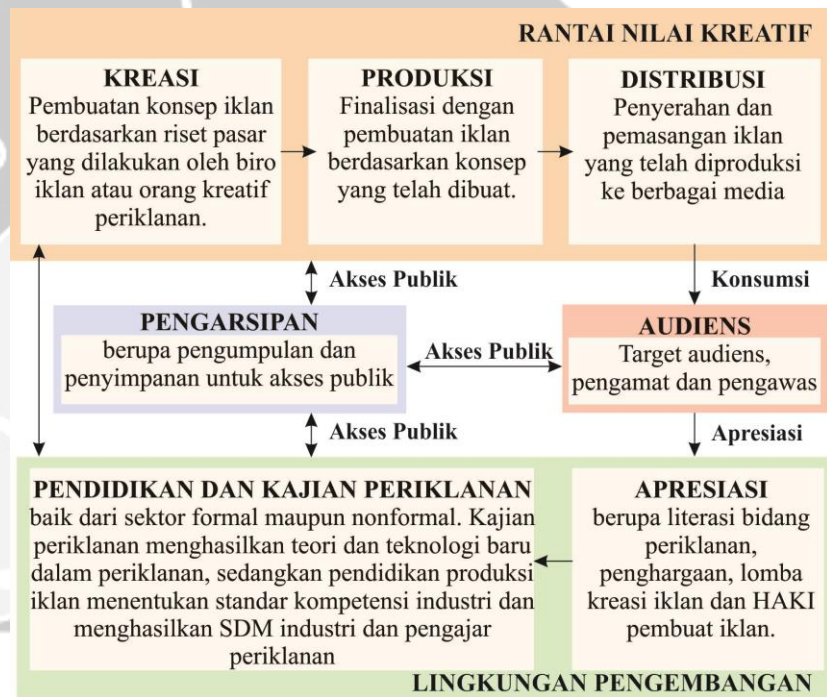 RANTAI NILAI KREATIF
KREASI
Pembuatan konsep iklan
berdasarkan riset pasar
yang dilakukan oleh biro
iklan atau orang kreatif
periklanan.
PRODUKSI
Finalisasi dengan
pembuatan iklan
berdasarkan konsep
yang telah dibuat.
DISTRIBUSI
Penyerahan dan
pemasangan iklan
yang telah diproduksi
ke berbagai media
Akses Publik
Konsumsi
PENGARSIPAN
berupa pengumpulan dan
penyimpanan untuk akses publik
Akses Publik
AUDIENS
Target audiens,
pengamat dan pengawas
Akses Publik
Apresiasi
PENDIDIKAN DAN KAJIAN PERIKLANAN
baik dari sektor formal maupun nonformal. Kajian
periklanan menghasilkan teori dan teknologi baru
dalam periklanan, sedangkan pendidikan produksi
iklan menentukan standar kompetensi industri dan
menghasilkan SDM industri dan pengajar
periklanan
APRESIASI
berupa literasi bidang
periklanan,
penghargaan, lomba
kreasi iklan dan HAKI
pembuat iklan.
LINGKUNGAN PENGEMBANGAN